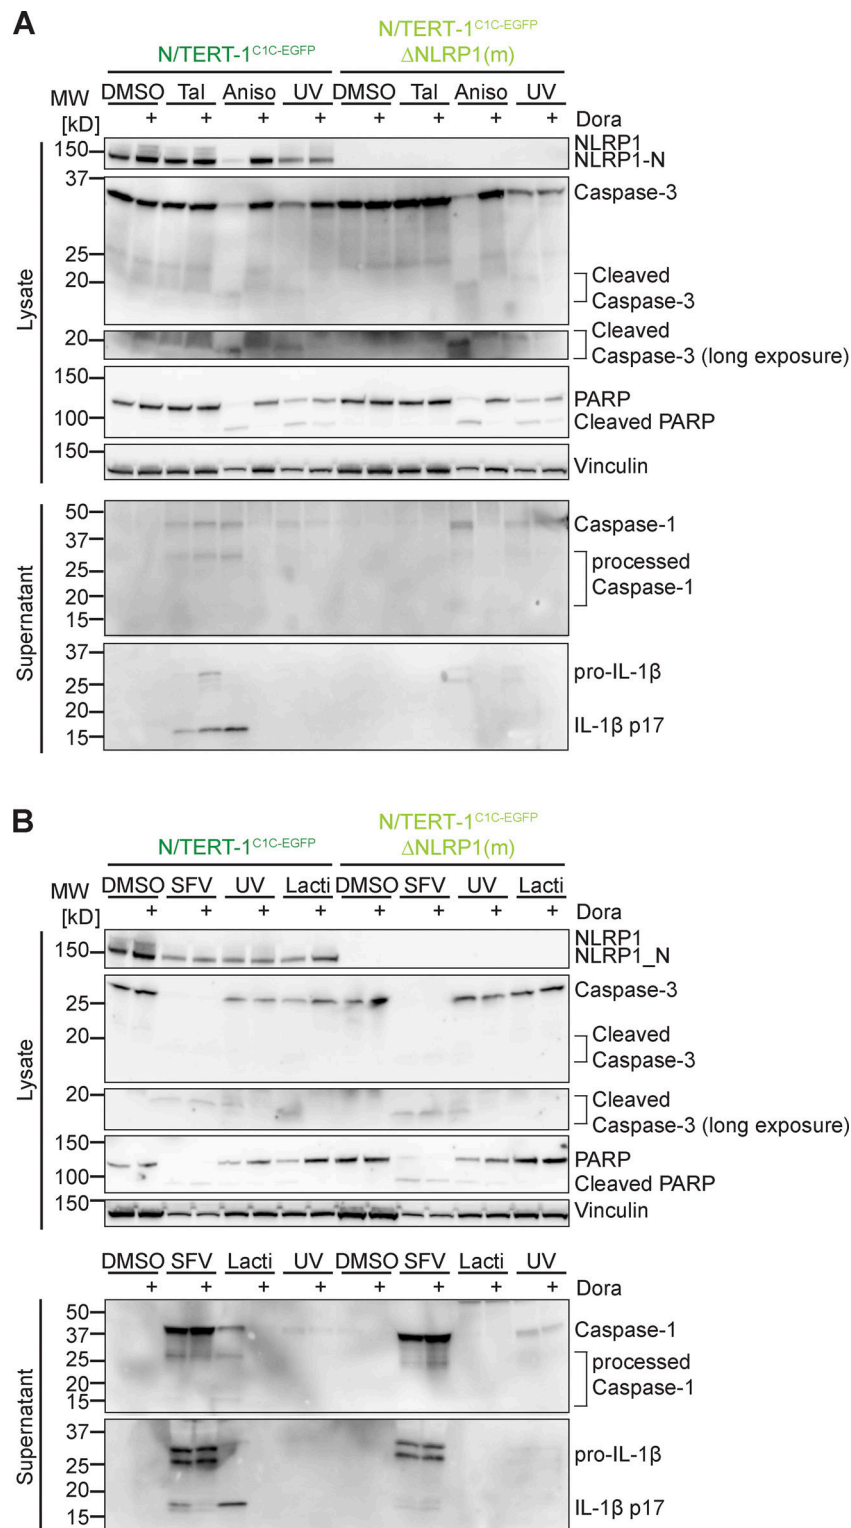 A
N/TERT-1C1C-EGFP
N/TERT-1C1C-EGFP
ΔNLRP1(m)
MW
[kD]
DMSO Tal Aniso UV DMSO Tal Aniso UV
+ + + + + + + + Dora
Lysate
150
NLRP1
NLRP1-N
37
25
20
Caspase-3
Cleaved
Caspase-3
20
Cleaved
Caspase-3 (long exposure)
150
100
PARP
Cleaved PARP
150
Vinculin
Supernatant
50
37
25
20
15
Caspase-1
processed
Caspase-1
37
25
20
15
pro-IL-1β
IL-1β p17
B
N/TERT-1C1C-EGFP
N/TERT-1C1C-EGFP
ΔNLRP1(m)
MW
[kD]
DMSO SFV UV Lacti DMSO SFV UV Lacti
+ + + + + + + + Dora
Lysate
150
NLRP1
NLRP1_N
25
20
Caspase-3
Cleaved
Caspase-3
20
Cleaved
Caspase-3 (long exposure)
150
100
PARP
Cleaved PARP
150
Vinculin
DMSO SFV Lacti UV DMSO SFV Lacti UV
+ + + + + + + + Dora
Supernatant
50
37
25
20
15
Caspase-1
processed
Caspase-1
37
25
20
15
pro-IL-1β
IL-1β p17